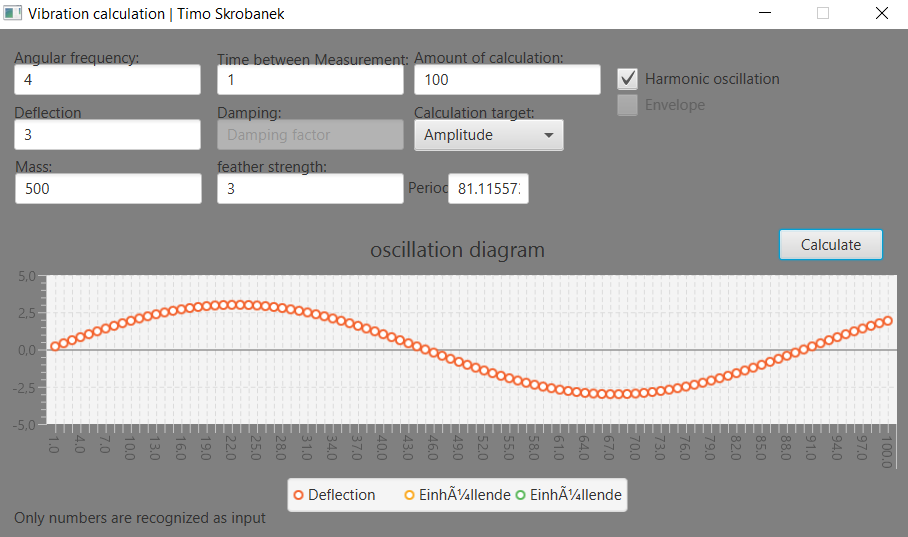 Vibration calculation | Timo Skrobanek
Angular frequency: Time between Measurement: Amount of calculation:
4 1 100 Harmonic oscillation
Deflection Damping: Calculation target: Envelope
3 Damping factor Amplitude
Mass: feather strength:
500 3 Period 81.11557
Calculate
oscillation diagram
5.0
2.5
0.0
-2.5
-5.0
1.0 4.0 7.0 10.0 13.0 16.0 19.0 22.0 25.0 28.0 31.0 34.0 37.0 40.0 43.0 46.0 49.0 52.0 55.0 58.0 61.0 64.0 67.0 70.0 73.0 76.0 79.0 82.0 85.0 88.0 91.0 94.0 97.0 100.0
Deflection EinhÃ¼llende EinhÃ¼llende
Only numbers are recognized as input